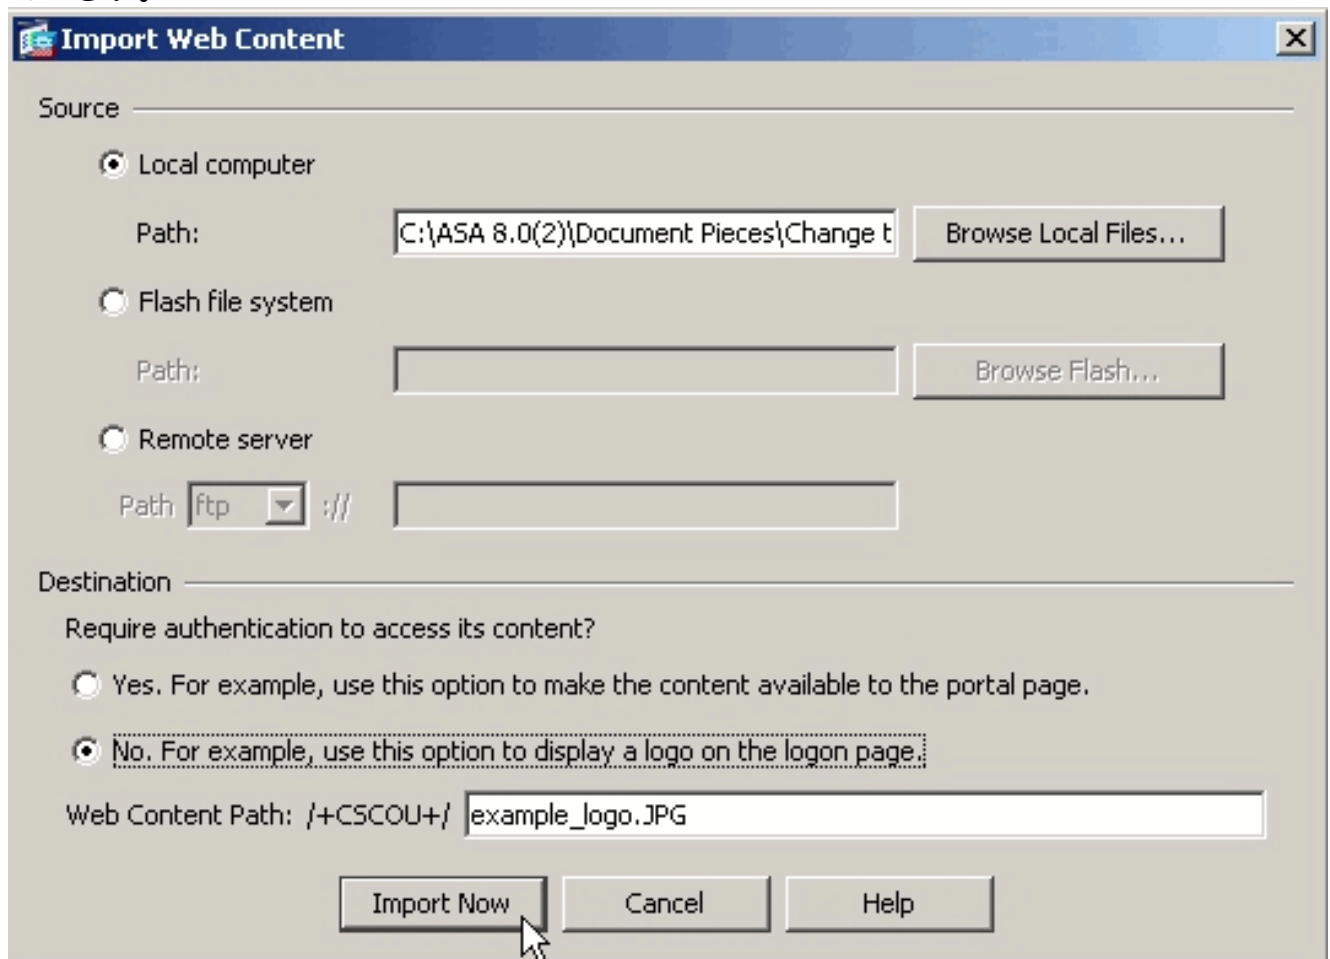 Import Web Content
Source
Local computer
Path: C:\ASA 8.0(2)\Document Pieces\Change t Browse Local Files...
Flash file system
Path: Browse Flash...
Remote server
Path ftp ://
Destination
Require authentication to access its content?
Yes. For example, use this option to make the content available to the portal page.
No. For example, use this option to display a logo on the logon page.
Web Content Path: /+CSCOU+/ example_logo.JPG
Import Now Cancel Help